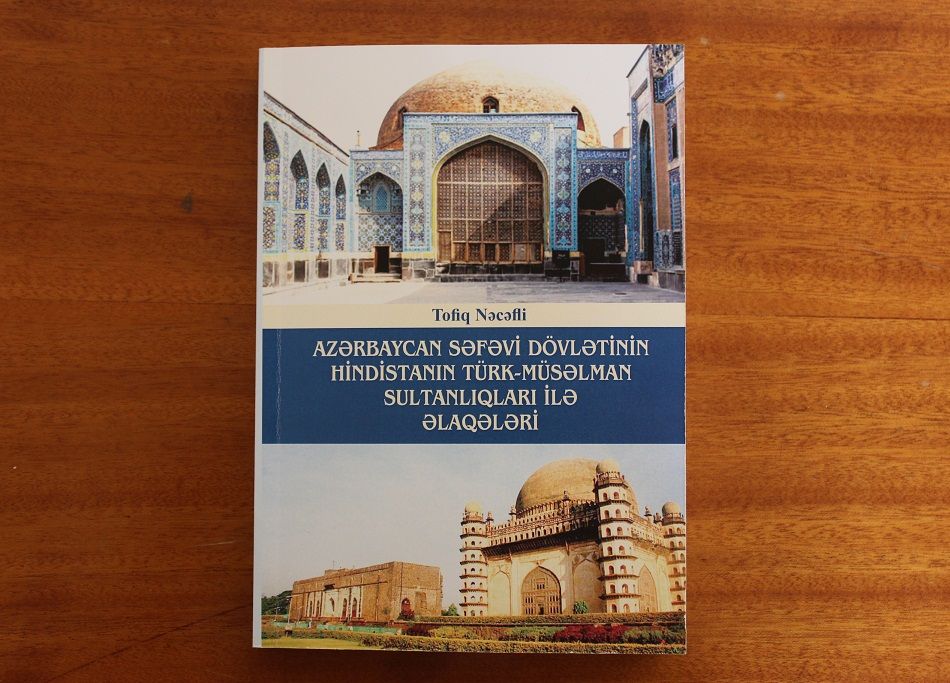 Tofiq Nəcəfli
AZƏRBAYCAN SƏFƏVİ DÖVLƏTİNİN
HİNDİSTANIN TÜRK-MÜSƏLMAN
SULTANLIQLARI İLƏ
ƏLAQƏLƏRİ